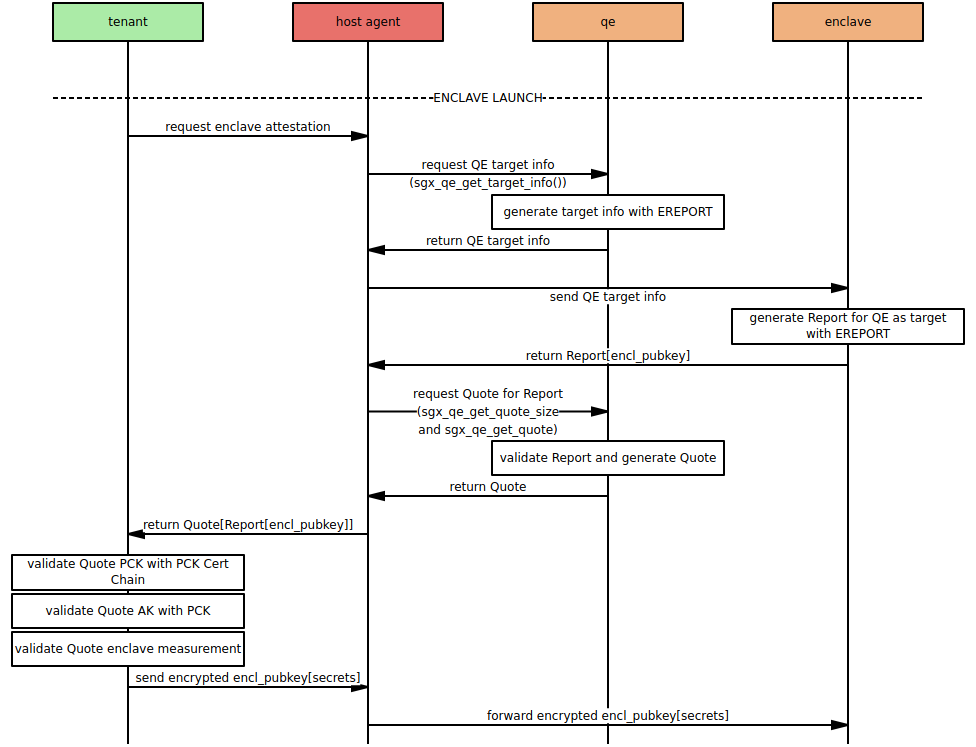 tenant
host agent
qe
enclave
ENCLAVE LAUNCH
request enclave attestation
request QE target info
(sgx_qe_get_target_info())
generate target info with EREPORT
return QE target info
send QE target info
generate Report for QE as target
with EREPORT
return Report[encl_pubkey]
request Quote for Report
(sgx_qe_get_quote_size
and sgx_qe_get_quote)
validate Report and generate Quote
return Quote
return Quote[Report[encl_pubkey]]
validate Quote PCK with PCK Cert
Chain
validate Quote AK with PCK
validate Quote enclave measurement
send encrypted encl_pubkey[secrets]
forward encrypted encl_pubkey[secrets]